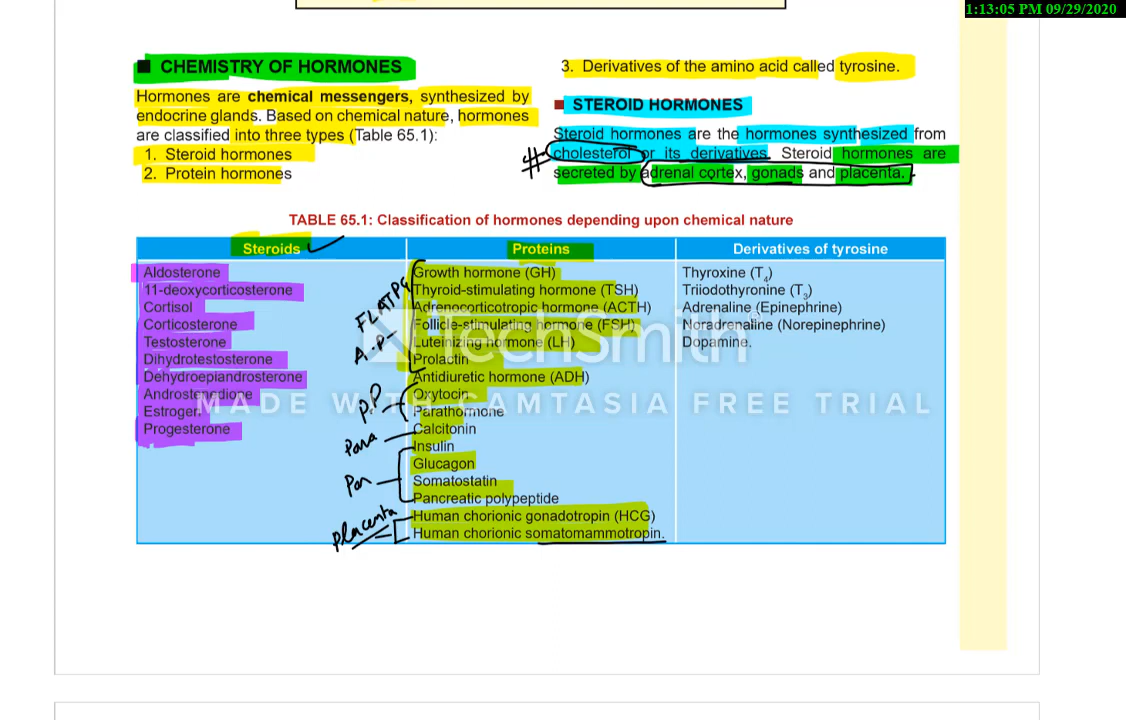 1:13:05 PM 09/29/2020
■ CHEMISTRY OF HORMONES
Hormones are chemical messengers, synthesized by
endocrine glands. Based on chemical nature, hormones
are classified into three types (Table 65.1):
1. Steroid hormones
2. Protein hormones
3. Derivatives of the amino acid called tyrosine.
■ STEROID HORMONES
Steroid hormones are the hormones synthesized from
# cholesterol or its derivatives. Steroid hormones are
secreted by adrenal cortex, gonads and placenta.
TABLE 65.1: Classification of hormones depending upon chemical nature
Steroids
Aldosterone
11-deoxycorticosterone
Cortisol
Corticosterone
Testosterone
Dihydrotestosterone
Dehydroepiandrosterone
Androstenedione
Estrogen
Progesterone
FLATPG
A.P
P.P
Para
Pan
placenta
Proteins
Growth hormone (GH)
Thyroid-stimulating hormone (TSH)
Adrenocorticotropic hormone (ACTH)
Follicle-stimulating hormone (FSH)
Luteinizing hormone (LH)
Prolactin
Antidiuretic hormone (ADH)
Oxytocin
Parathormone
Calcitonin
Insulin
Glucagon
Somatostatin
Pancreatic polypeptide
Human chorionic gonadotropin (HCG)
Human chorionic somatomammotropin.
Derivatives of tyrosine
Thyroxine (T4)
Triiodothyronine (T3)
Adrenaline (Epinephrine)
Noradrenaline (Norepinephrine)
Dopamine.
TechSmith®
MADE WITH CAMTASIA FREE TRIAL